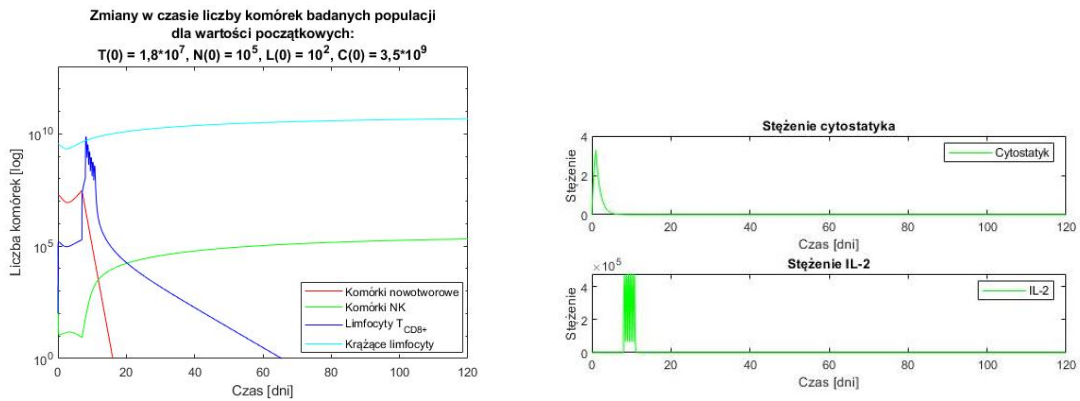 Zmiany w czasie liczby komórek badanych populacji
dla wartości początkowych:
T(0) = 1,8*10^7, N(0) = 10^5, L(0) = 10^2, C(0) = 3,5*10^9
Liczba komórek [log]
10^10
10^5
10^0
0 20 40 60 80 100 120
Czas [dni]
Komórki nowotworowe
Komórki NK
Limfocyty T_CD8+
Krążące limfocyty
Stężenie cytostatyka
Stężenie
4
2
0
0 20 40 60 80 100 120
Czas [dni]
Cytostatyk
Stężenie IL-2
×10^5
Stężenie
4
2
0
0 20 40 60 80 100 120
Czas [dni]
IL-2